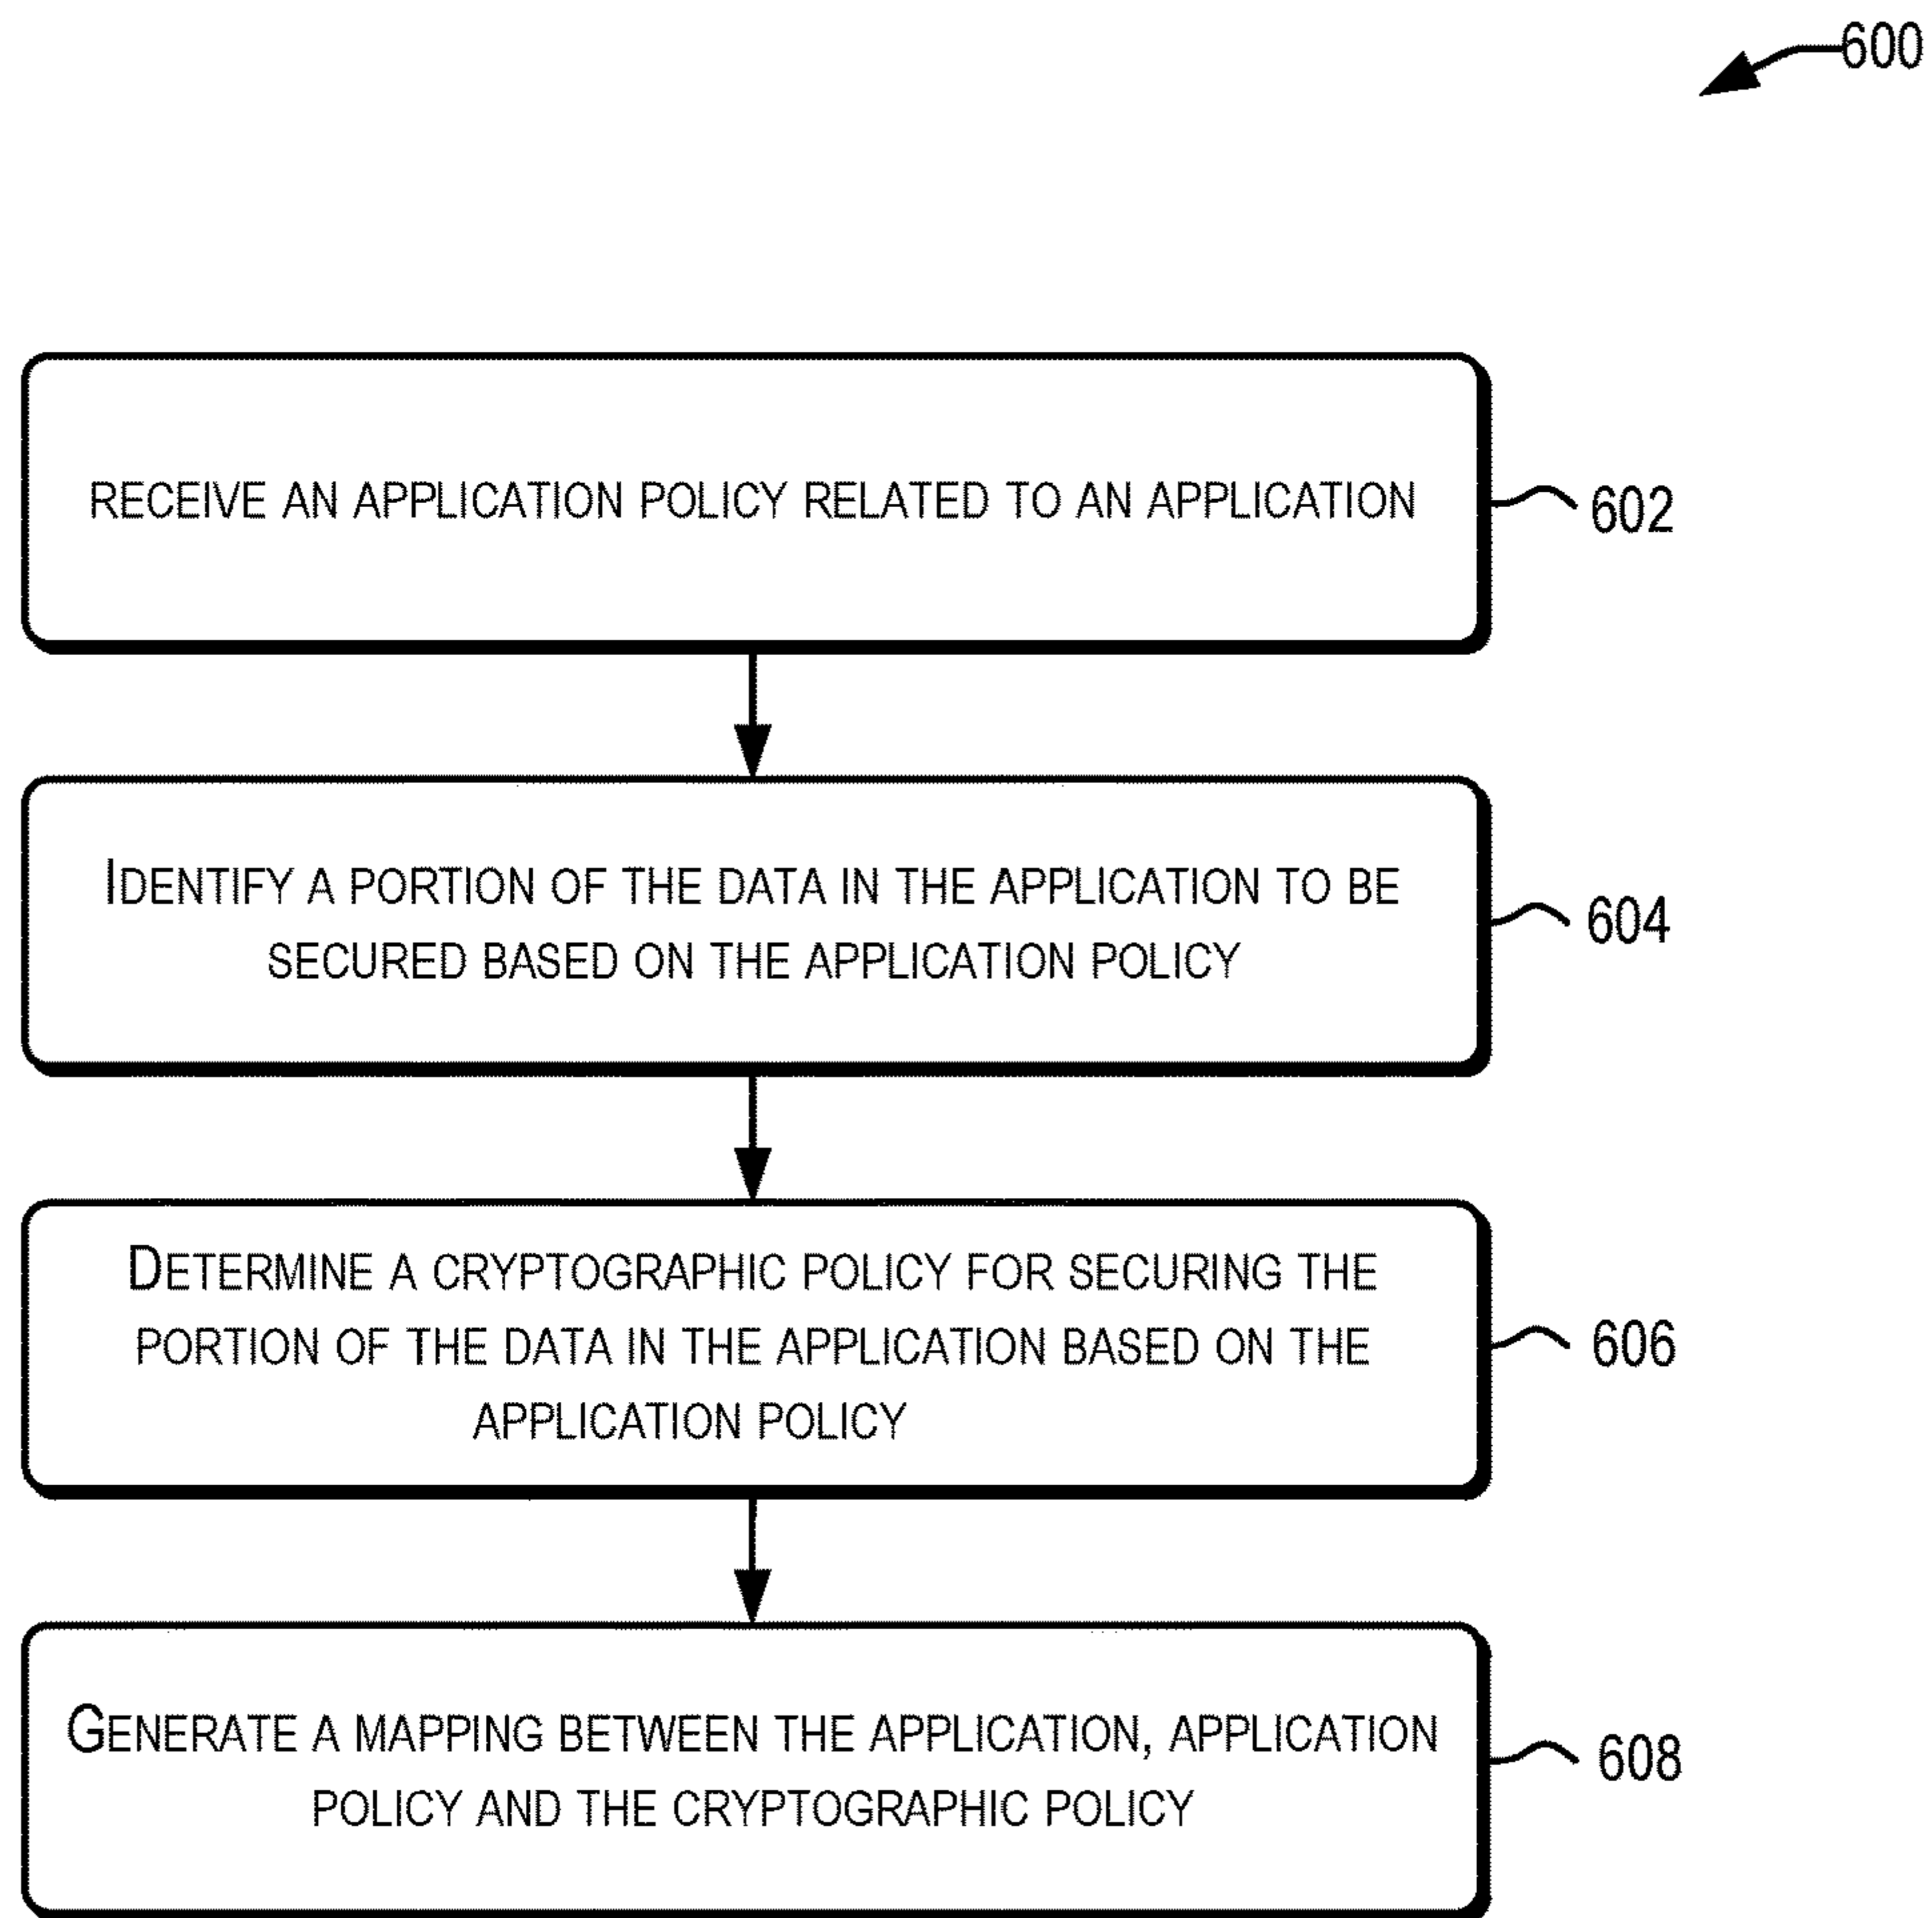 600
RECEIVE AN APPLICATION POLICY RELATED TO AN APPLICATION
602
IDENTIFY A PORTION OF THE DATA IN THE APPLICATION TO BE
SECURED BASED ON THE APPLICATION POLICY
604
DETERMINE A CRYPTOGRAPHIC POLICY FOR SECURING THE
PORTION OF THE DATA IN THE APPLICATION BASED ON THE
APPLICATION POLICY
606
GENERATE A MAPPING BETWEEN THE APPLICATION, APPLICATION
POLICY AND THE CRYPTOGRAPHIC POLICY
608